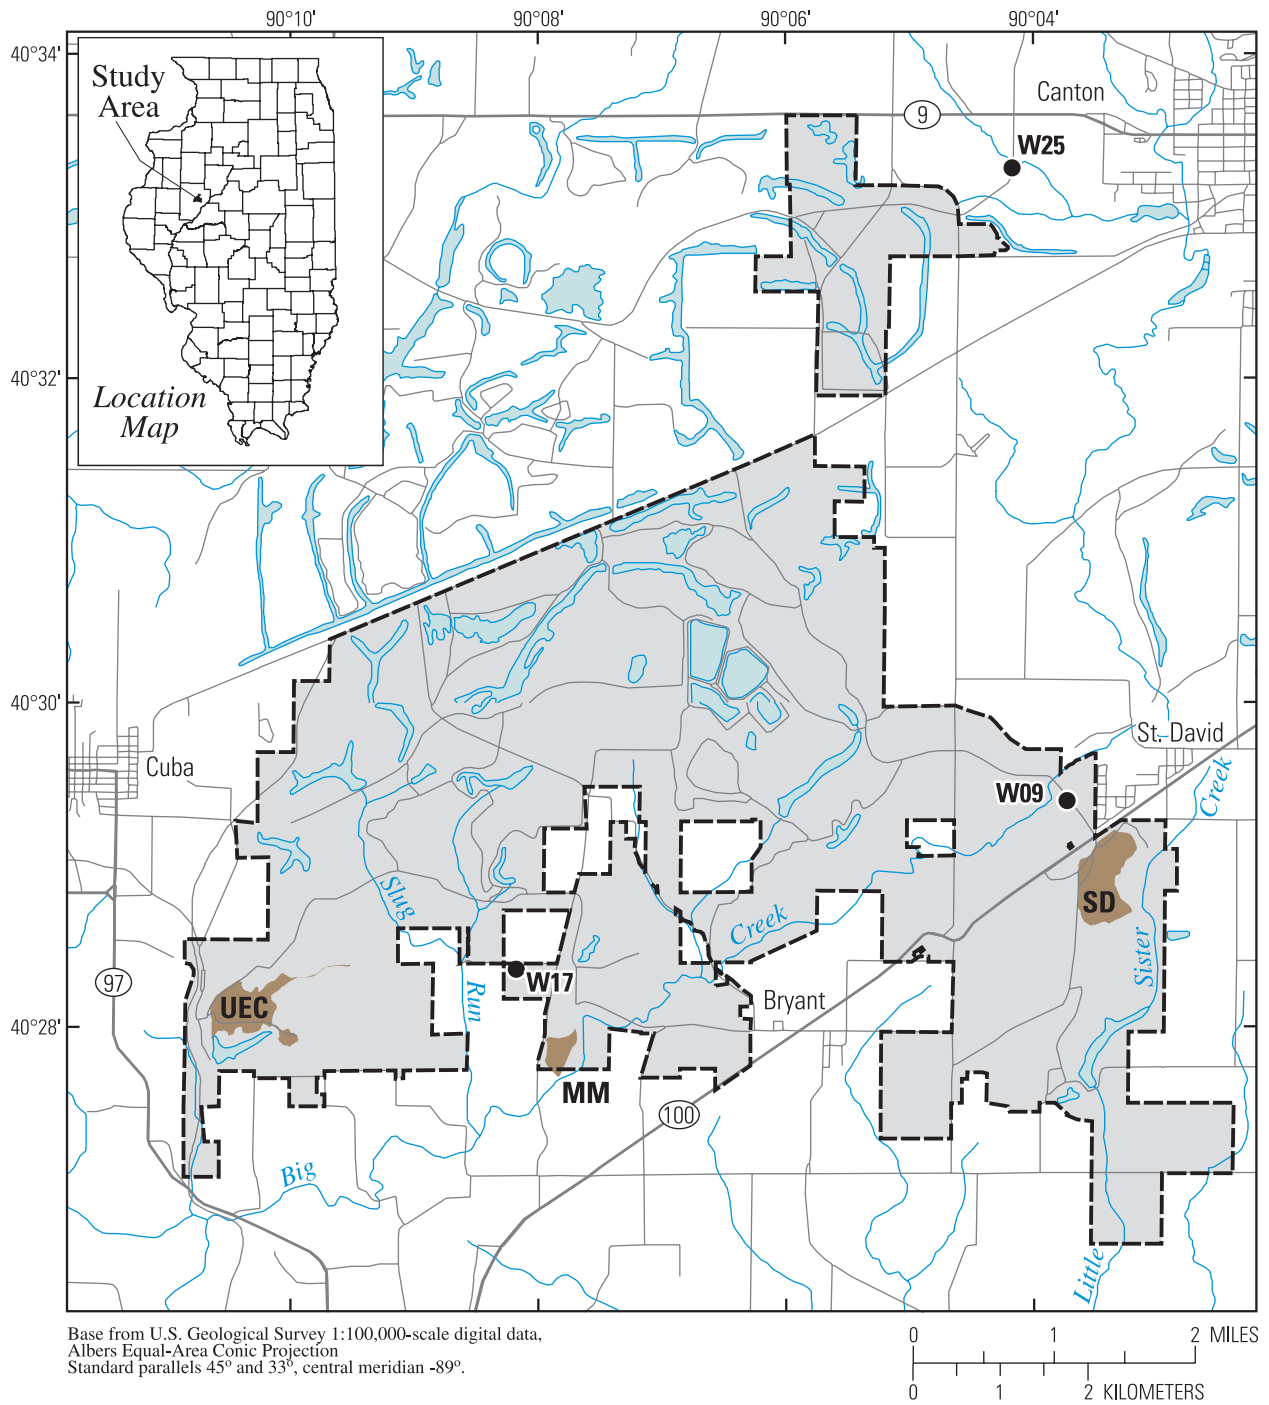 90°10' 90°08' 90°06' 90°04'
40°34'
Study
Area
Canton
9
W25
40°32'
Location
Map
40°30'
St. David
Cuba
Creek
W09
Slug
SD
Creek
Sister
97
W17
Run
Bryant
UEC
40°28'
MM
100
Big
Little
Base from U.S. Geological Survey 1:100,000-scale digital data,
Albers Equal-Area Conic Projection
Standard parallels 45° and 33°, central meridian -89°.
0 1 2 MILES
0 1 2 KILOMETERS